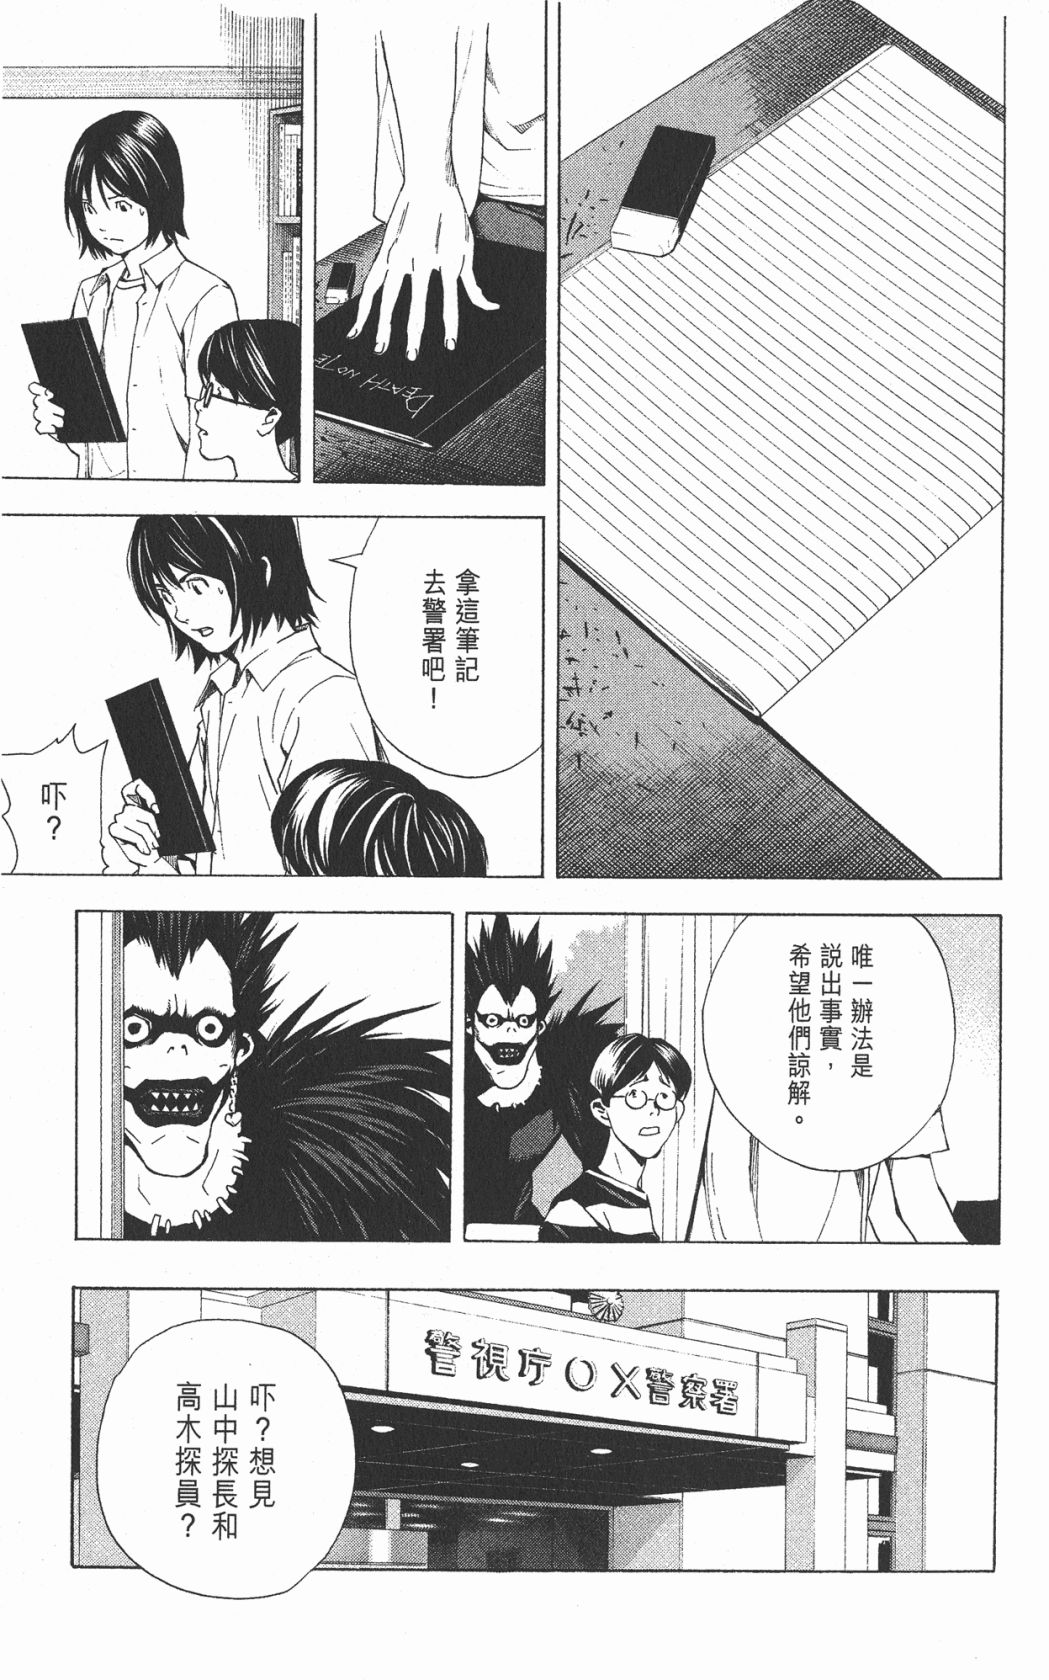 DEATH NOTE
拿這筆記
去警署吧！
吓？
唯一辦法是
說出事實，
希望他們諒解。
警視庁〇×警察署
吓？想見
山中探長和
高木探員？